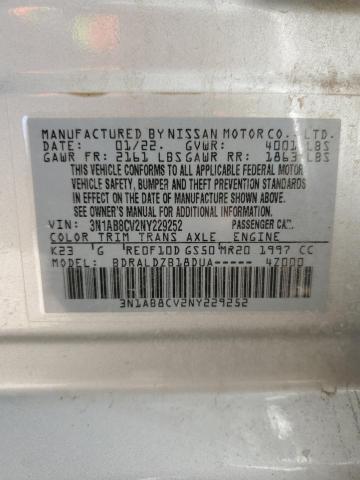 MANUFACTURED BY NISSAN MOTOR CO., LTD.
DATE: 01/22. GVWR: 4001 LBS
GAWR FR: 2161 LBS GAWR RR: 1863 LBS
THIS VEHICLE CONFORMS TO ALL
APPLICABLE FEDERAL MOTOR VEHICLE
SAFETY, BUMPER AND THEFT PREVENTION STANDARDS
IN EFFECT ON THE DATE OF MANUFACTURE SHOWN ABOVE.
SEE OWNER'S MANUAL FOR ADDITIONAL INFORMATION.
VIN: 3N1AB8CV2NY229252 PASSENGER CAR
COLOR TRIM TRANS AXLE ENGINE
K23 'G RE0F10D GS50 MR20 1997 CC
BDRALDZB18DUA----- 4Z000
3N1AB8CV2NY229252